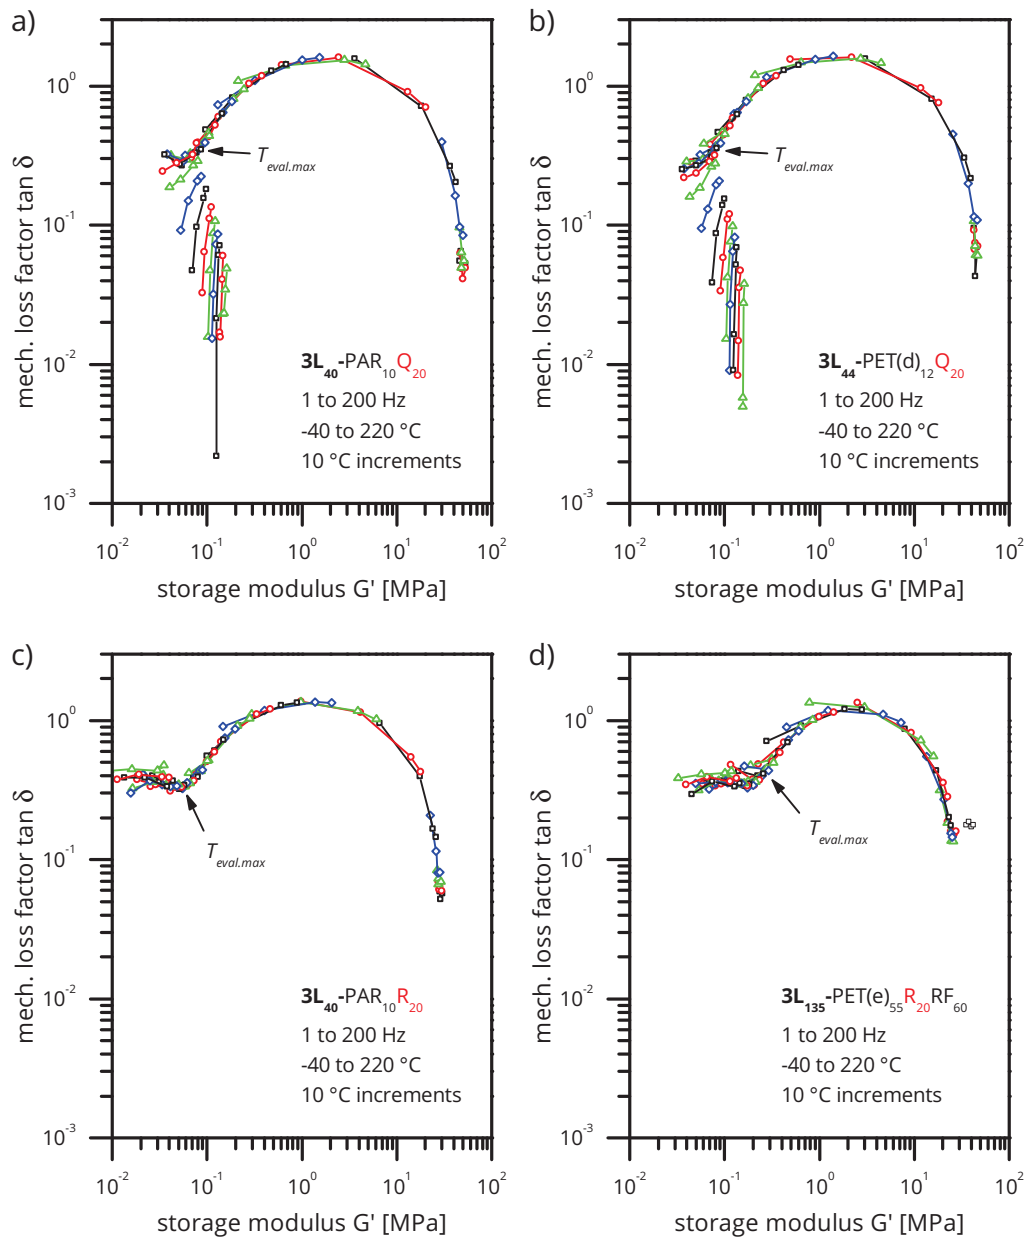 a)
mech. loss factor tan δ
10^0
10^-1
10^-2
10^-3
T_eval.max
3L_40-PAR_10Q_20
1 to 200 Hz
-40 to 220 °C
10 °C increments
10^-2 10^-1 10^0 10^1 10^2
storage modulus G' [MPa]
b)
mech. loss factor tan δ
10^0
10^-1
10^-2
10^-3
T_eval.max
3L_44-PET(d)_12Q_20
1 to 200 Hz
-40 to 220 °C
10 °C increments
10^-2 10^-1 10^0 10^1 10^2
storage modulus G' [MPa]
c)
mech. loss factor tan δ
10^0
10^-1
10^-2
10^-3
T_eval.max
3L_40-PAR_10R_20
1 to 200 Hz
-40 to 220 °C
10 °C increments
10^-2 10^-1 10^0 10^1 10^2
storage modulus G' [MPa]
d)
mech. loss factor tan δ
10^0
10^-1
10^-2
10^-3
T_eval.max
3L_135-PET(e)_55R_20RF_60
1 to 200 Hz
-40 to 220 °C
10 °C increments
10^-2 10^-1 10^0 10^1 10^2
storage modulus G' [MPa]